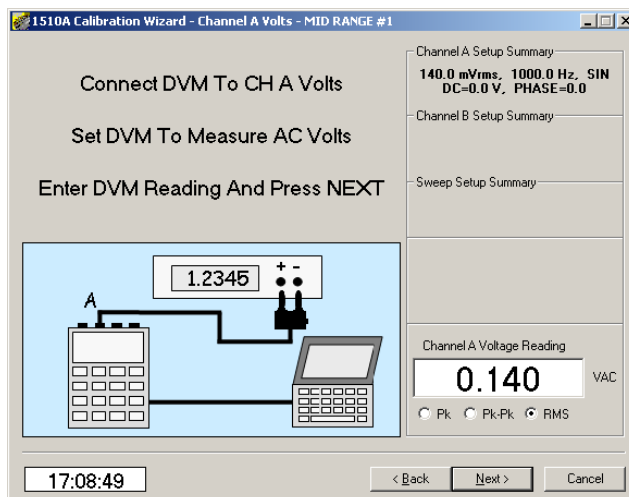 1510A Calibration Wizard - Channel A Volts - MID RANGE #1
Connect DVM To CH A Volts
Set DVM To Measure AC Volts
Enter DVM Reading And Press NEXT
1.2345
+ -
A
Channel A Setup Summary
140.0 mVrms, 1000.0 Hz, SIN
DC=0.0 V, PHASE=0.0
Channel B Setup Summary
Sweep Setup Summary
Channel A Voltage Reading
0.140 VAC
Pk Pk-Pk RMS
17:08:49
< Back Next > Cancel